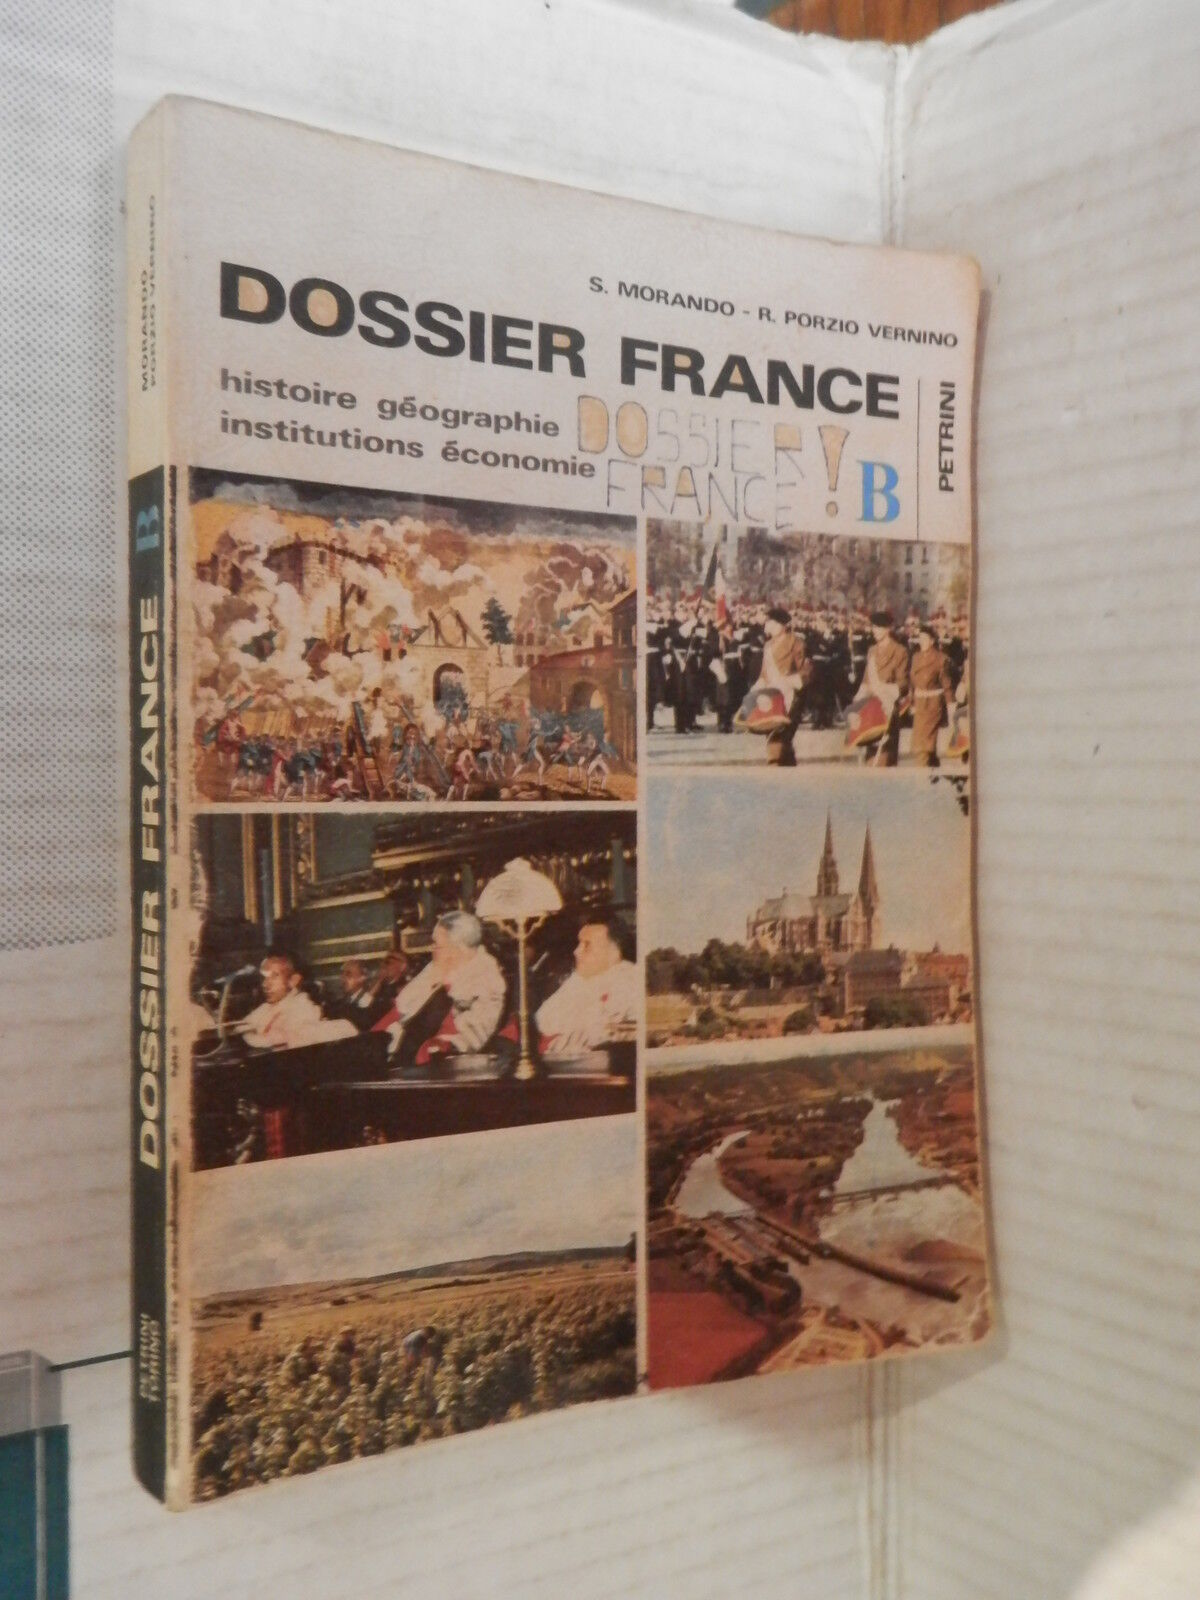 S. MORANDO - R. PORZIO VERNINO
DOSSIER FRANCE
histoire géographie
institutions économie
DOSSIER!
FRANCE
B
PETRINI
MORANDO
PORZIO VERNINO
DOSSIER FRANCE B
PETRINI
TORINO